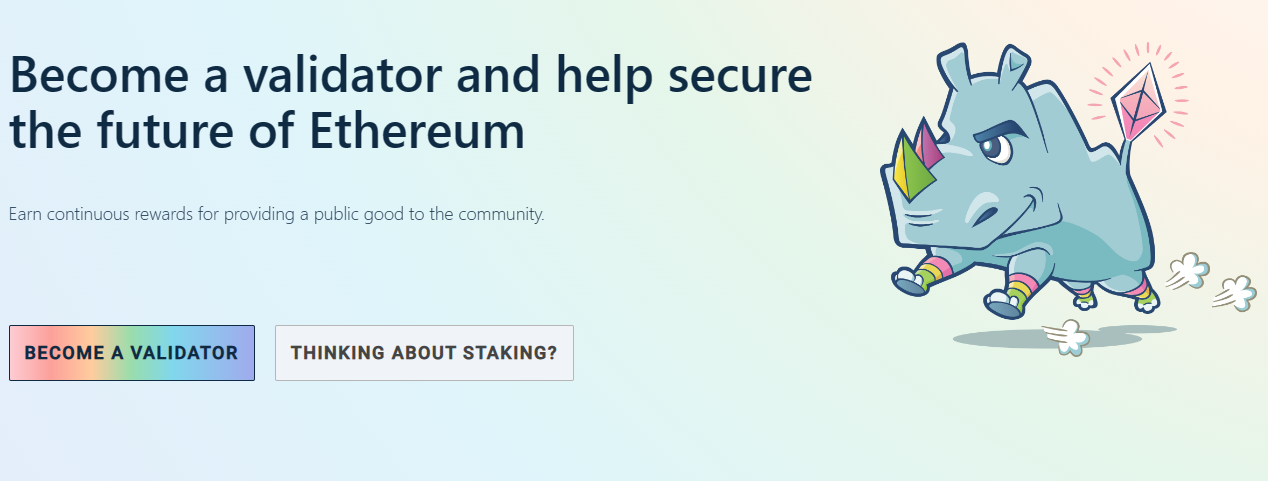 Become a validator and help secure
the future of Ethereum
Earn continuous rewards for providing a public good to the community.
BECOME A VALIDATOR
THINKING ABOUT STAKING?